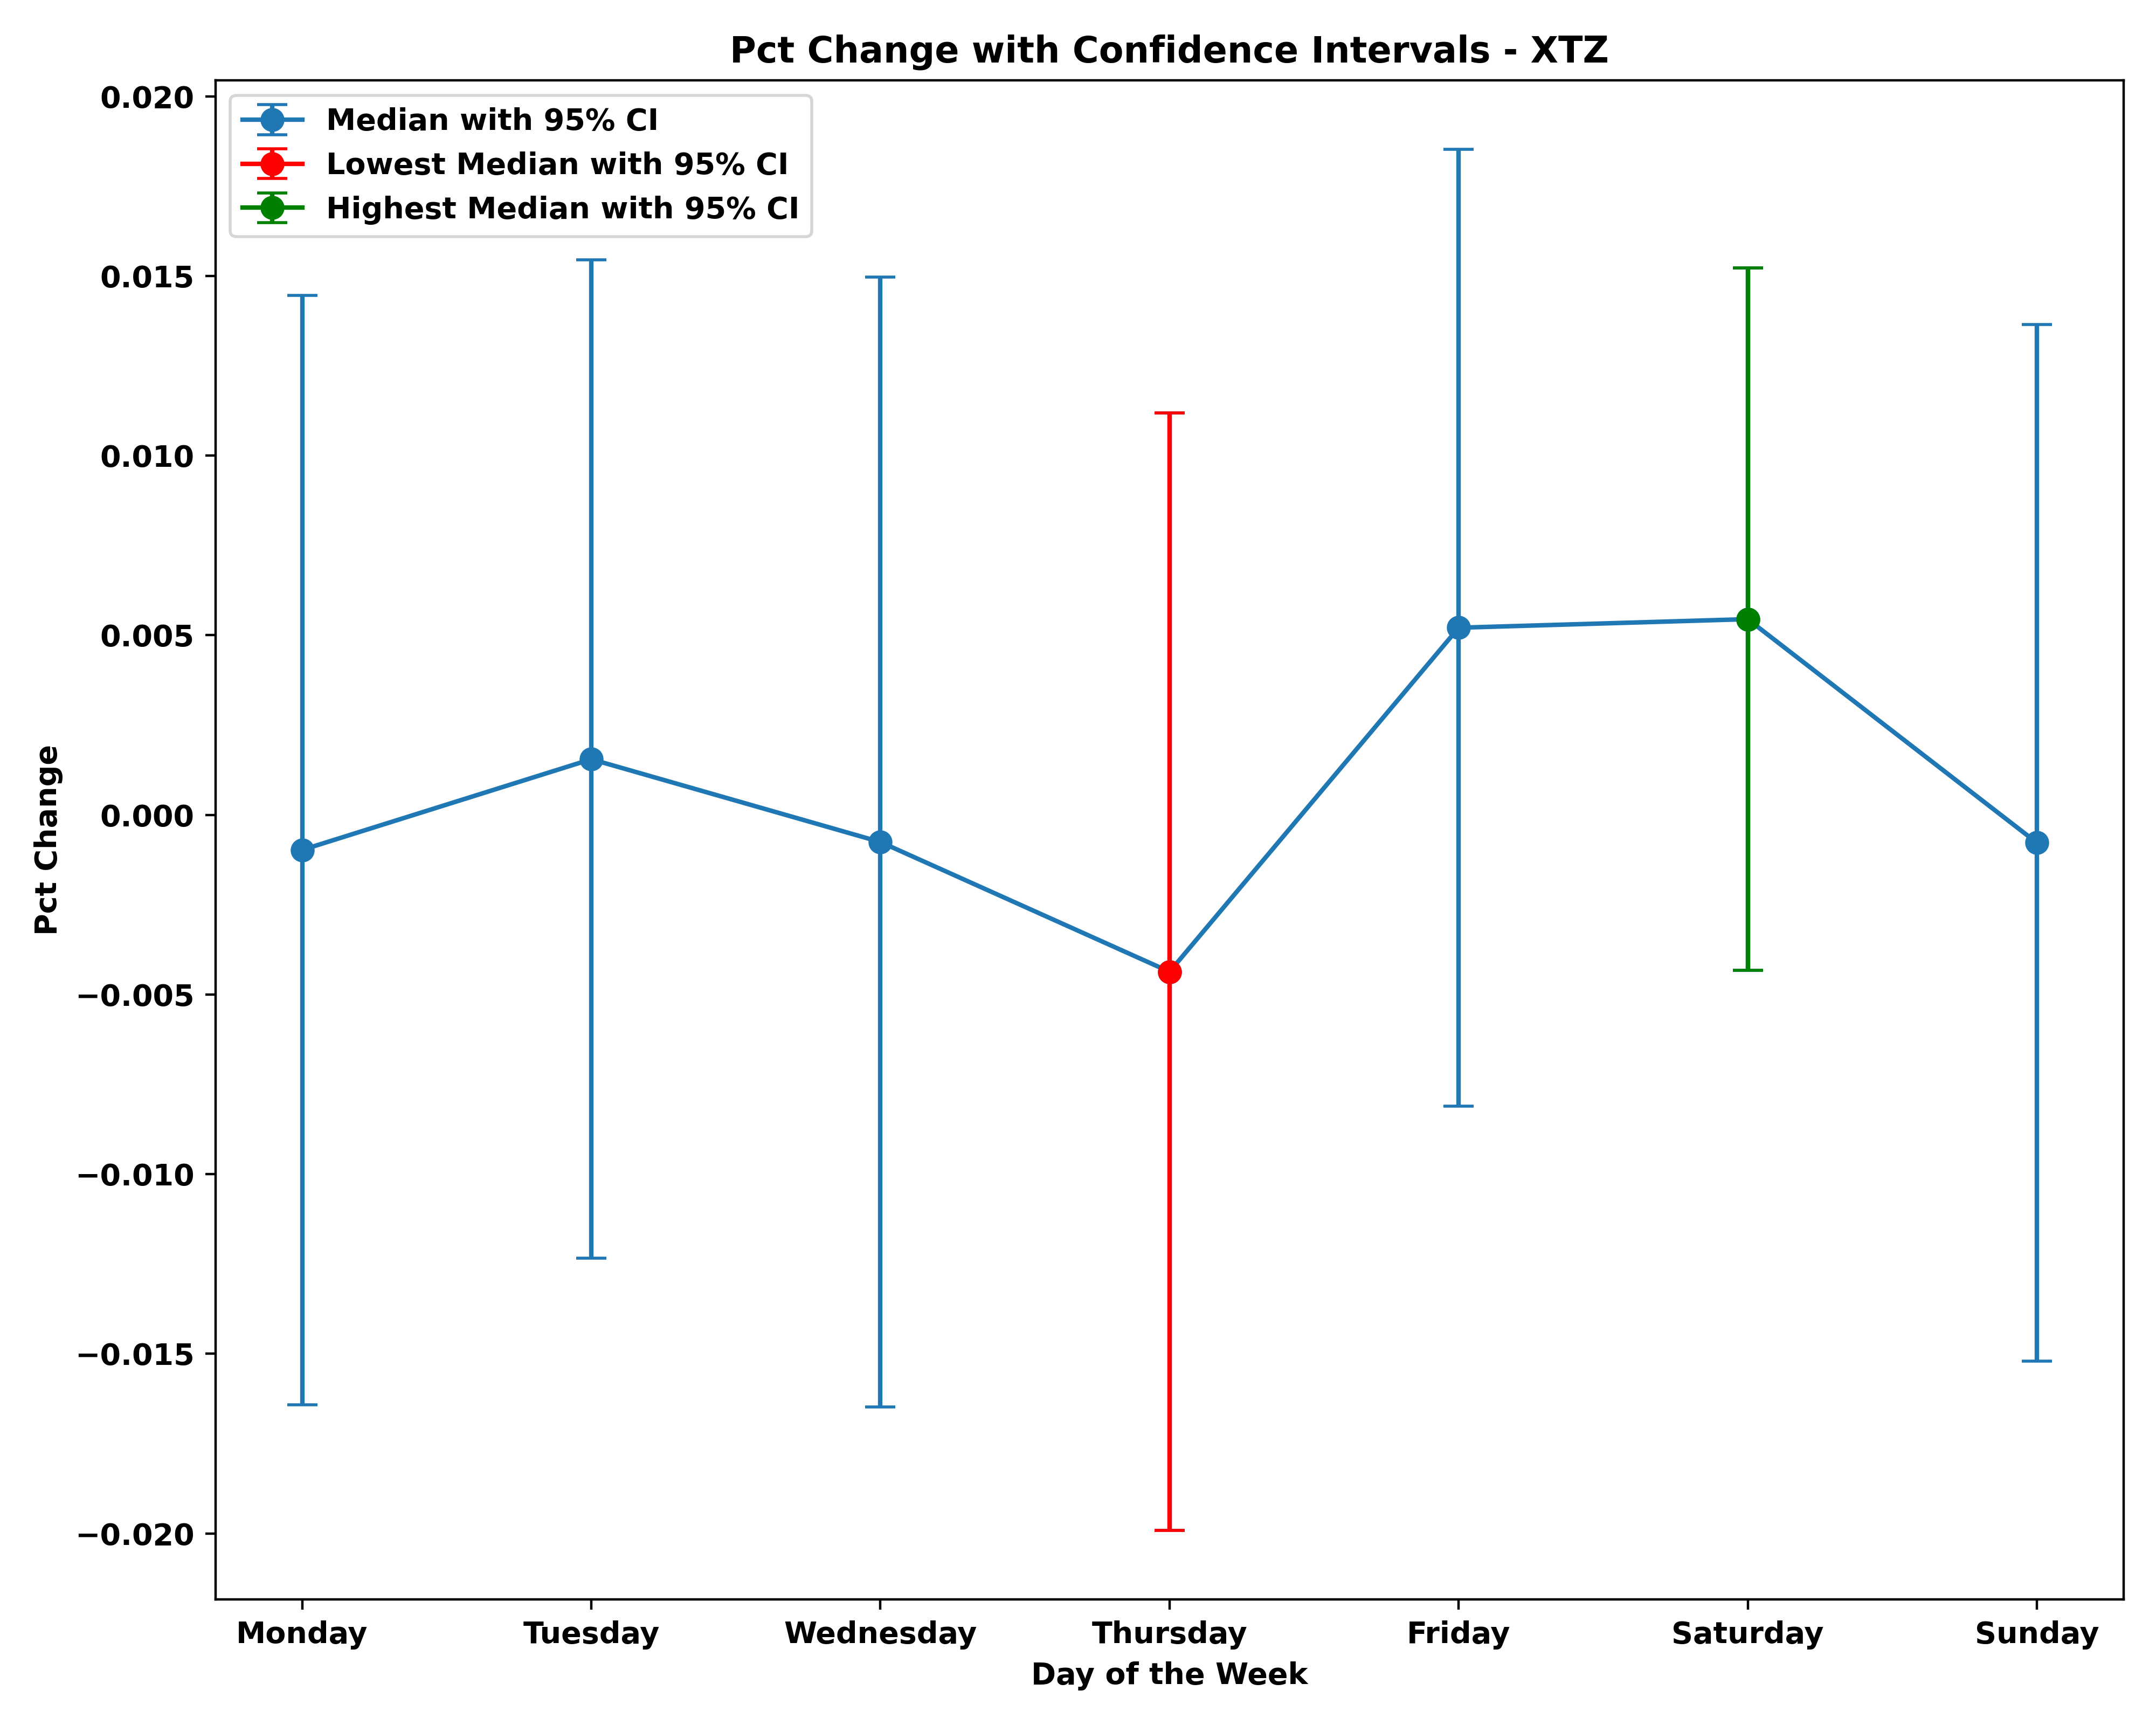 Pct Change with Confidence Intervals - XTZ
Median with 95% CI
Lowest Median with 95% CI
Highest Median with 95% CI
0.020
0.015
0.010
0.005
0.000
−0.005
−0.010
−0.015
−0.020
Pct Change
Monday Tuesday Wednesday Thursday Friday Saturday Sunday
Day of the Week